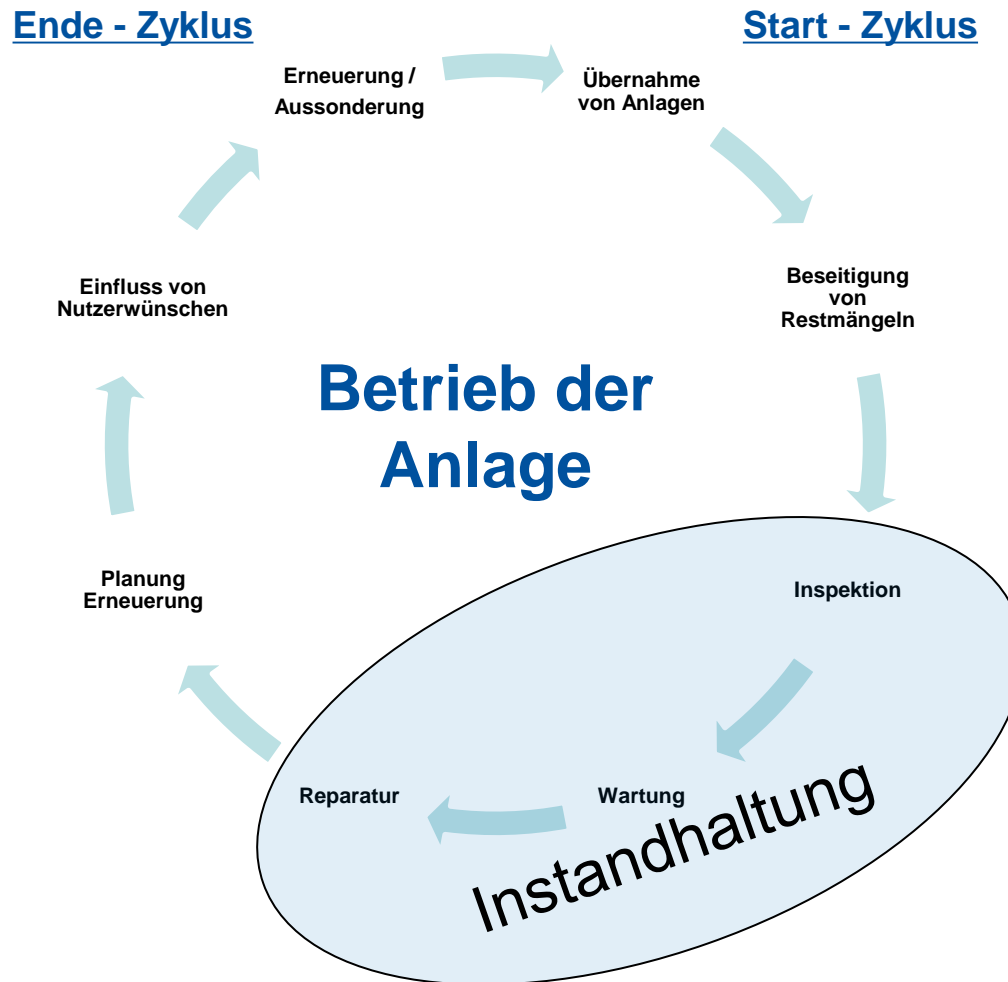 Ende - Zyklus
Start - Zyklus
Erneuerung /
Aussonderung
Übernahme
von Anlagen
Beseitigung
von
Restmängeln
Einfluss von
Nutzerwünschen
Betrieb der
Anlage
Planung
Erneuerung
Inspektion
Reparatur
Wartung
Instandhaltung